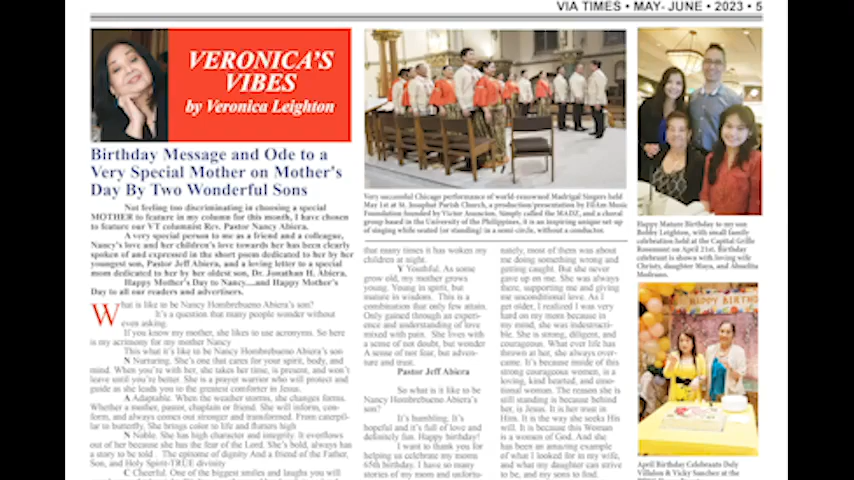 VIA TIMES • MAY- JUNE • 2023 • 5
VERONICA'S
VIBES
by Veronica Leighton
Birthday Message and Ode to a
Very Special Mother on Mother's
Day By Two Wonderful Sons
Not feeling too discriminating in choosing a special
MOTHER to feature in my column for this month, I have chosen
to feature our VT columnist Rev. Pastor Nancy Abiera.
A very special person to me as a friend and a colleague,
Nancy's love and her children's love towards her has been clearly
spoken of and expressed in the short poem dedicated to her by her
youngest son, Pastor Jeff Abiera, and a loving letter to a special
mom dedicated to her by her oldest son, Dr. Jonathan H. Abiera.
Happy Mother's Day to Nancy....and Happy Mother's
Day to all our readers and advertisers.
What is like to be Nancy Hombrebueno Abiera's son?
It's a question that many people wonder without
even asking.
If you know my mother, she likes to use acronyms. So here
is my acrimony for my mother Nancy
This what it's like to be Nancy Hombrebueno Abiera's son
N Nurturing. She's one that cares for your spirit, body, and
mind. When you're with her, she takes her time, is present, and won't
leave until you're better. She is a prayer warrior who will protect and
guide as she leads you to the greatest comforter in Jesus.
A Adaptable. When the weather storms, she changes forms.
Whether a mother, pastor, chaplain or friend. She will inform, con-
form, and always comes out stronger and transformed. From caterpil-
lar to butterfly, She brings color to life and flutters high
N Noble. She has high character and integrity. It overflows
out of her because she has the fear of the Lord. She's bold, always has
a story to be told . The epitome of dignity And a friend of the Father,
Son, and Holy Spirit-TRUE divinity
C Cheerful. One of the biggest smiles and laughs you will
Very successful Chicago performance of world-renowned Madrigal Singers held
May 1st at St. Josaphat Parish Church, a production/presentation by
Foundation founded by Victor Asuncion. Simply called the MADZ, and a choral
group based in the University of the Philippines, it is an inspiring unique set-up
of singing while seated (or standing) in a semi-circle, without a conductor.
that many times it has woken my
children at night.
Y Youthful. As some
grow old, my mother grows
young. Young in spirit, but
mature in wisdom. This is a
combination that only few attain.
Only gained through an experi-
ence and understanding of love
mixed with pain. She lives with
a sense of not doubt, but wonder
A sense of not fear, but adven-
ture and trust.
Pastor Jeff Abiera
So what is it like to be
Nancy Hombrebueno Abiera's
son?
It's humbling. It's
hopeful and it's full of love and
definitely fun. Happy birthday!
I want to thank you for
helping us celebrate my moms
65th birthday. I have so many
stories of my mom and unfortu-
nately, most of them was about
me doing something wrong and
getting caught. But she never
gave up on me. She was always
there, supporting me and giving
me unconditional love. As I
get older, I realized I was very
hard on my mom because in
my mind, she was indestructi-
ble. She is strong, diligent, and
courageous. What ever life has
thrown at her, she always over-
came. It's because inside of this
strong courageous women, is a
loving, kind hearted, and emo-
tional woman. The reason she is
still standing is because behind
her, is Jesus. It is her trust in
Him. It is the way she seeks His
will. It is because this Woman
is a woman of God. And she
has been an amazing example
of what I looked for in my wife,
and what my daughter can strive
to be, and my sons to find.
Happy Mature Birthday to my son
Bobby Leighton, with small family
celebration held at the Capital Grille
Rosemont on April 21st. Birthday
celebrant is shown with loving wife
Christy, daughter Maya, and Abuelita
HAPPY BIRTHD
April Birthday Celebrants Duly
Villalon & Vicky Sanchez at the